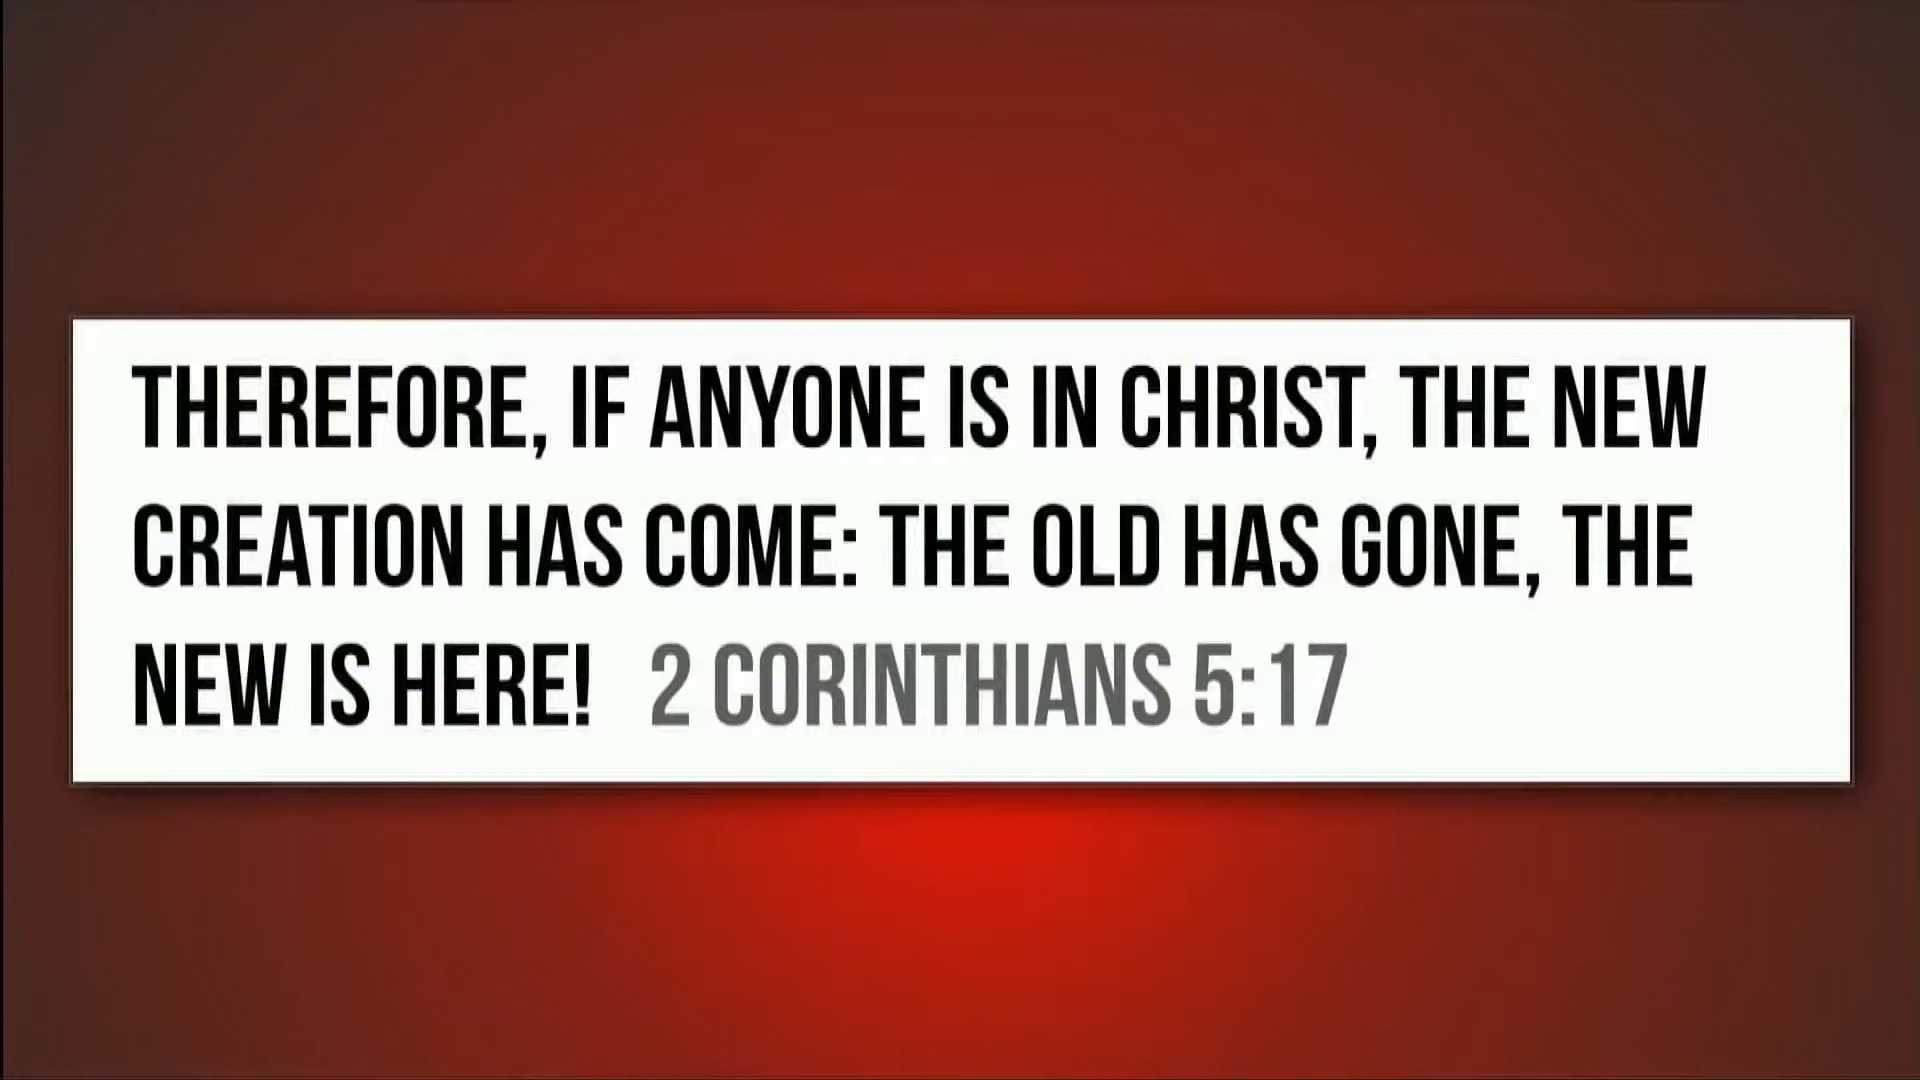 THEREFORE, IF ANYONE IS IN CHRIST, THE NEW
CREATION HAS COME: THE OLD HAS GONE, THE
NEW IS HERE! 2 CORINTHIANS 5:17